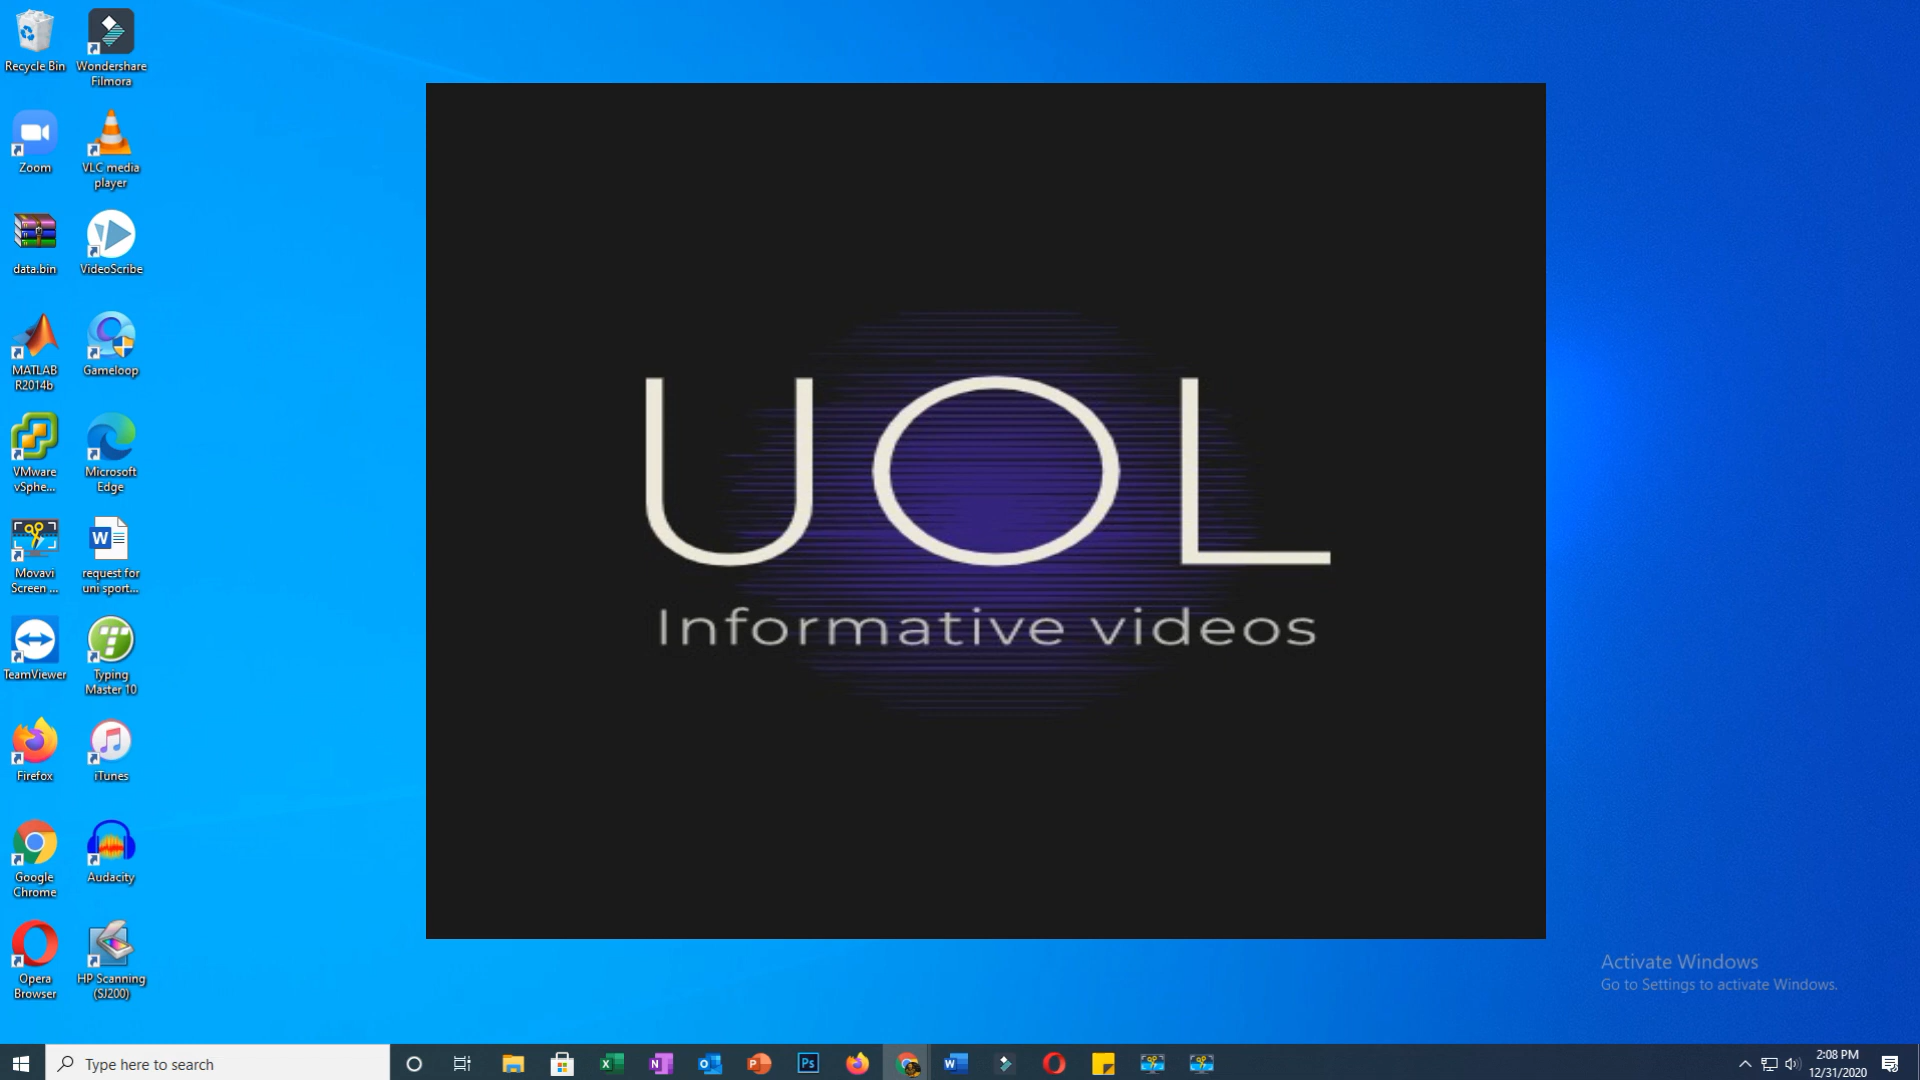 Recycle Bin
Wondershare
Filmora
Zoom
VLC media
player
data.bin
VideoScribe
MATLAB
R2014b
Gameloop
VMware
vSphe...
Microsoft
Edge
Movavi
Screen ...
request for
uni sport...
TeamViewer
Typing
Master 10
Firefox
iTunes
Google
Chrome
Audacity
Opera
Browser
HP Scanning
(SJ200)
UOL
Informative videos
Activate Windows
Go to Settings to activate Windows.
Type here to search
2:08 PM
12/31/2020